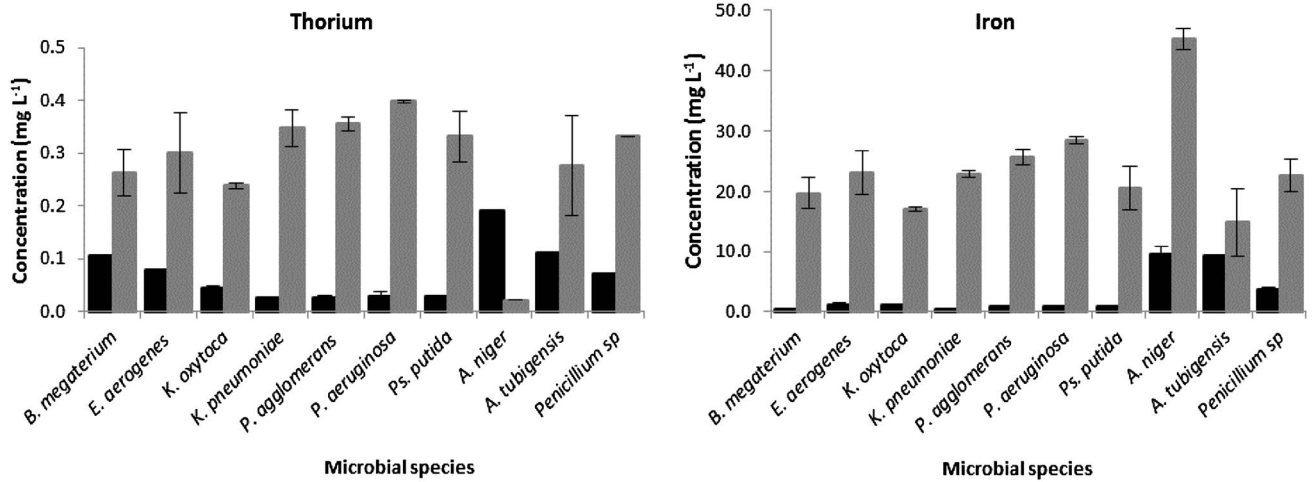 Thorium
Concentration (mg L-1)
0.5
0.4
0.3
0.2
0.1
0.0
B. megaterium
E. aerogenes
K. oxytoca
K. pneumoniae
P. agglomerans
P. aeruginosa
Ps. putida
A. niger
A. tubigensis
Penicillium sp
Microbial species
Iron
Concentration (mg L-1)
50.0
40.0
30.0
20.0
10.0
0.0
B. megaterium
E. aerogenes
K. oxytoca
K. pneumoniae
P. agglomerans
P. aeruginosa
Ps. putida
A. niger
A. tubigensis
Penicillium sp
Microbial species